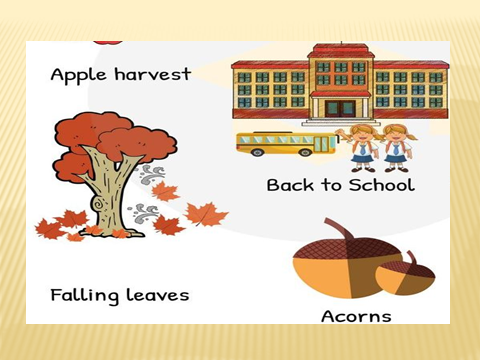 Apple harvest
Back to School
Falling leaves
Acorns